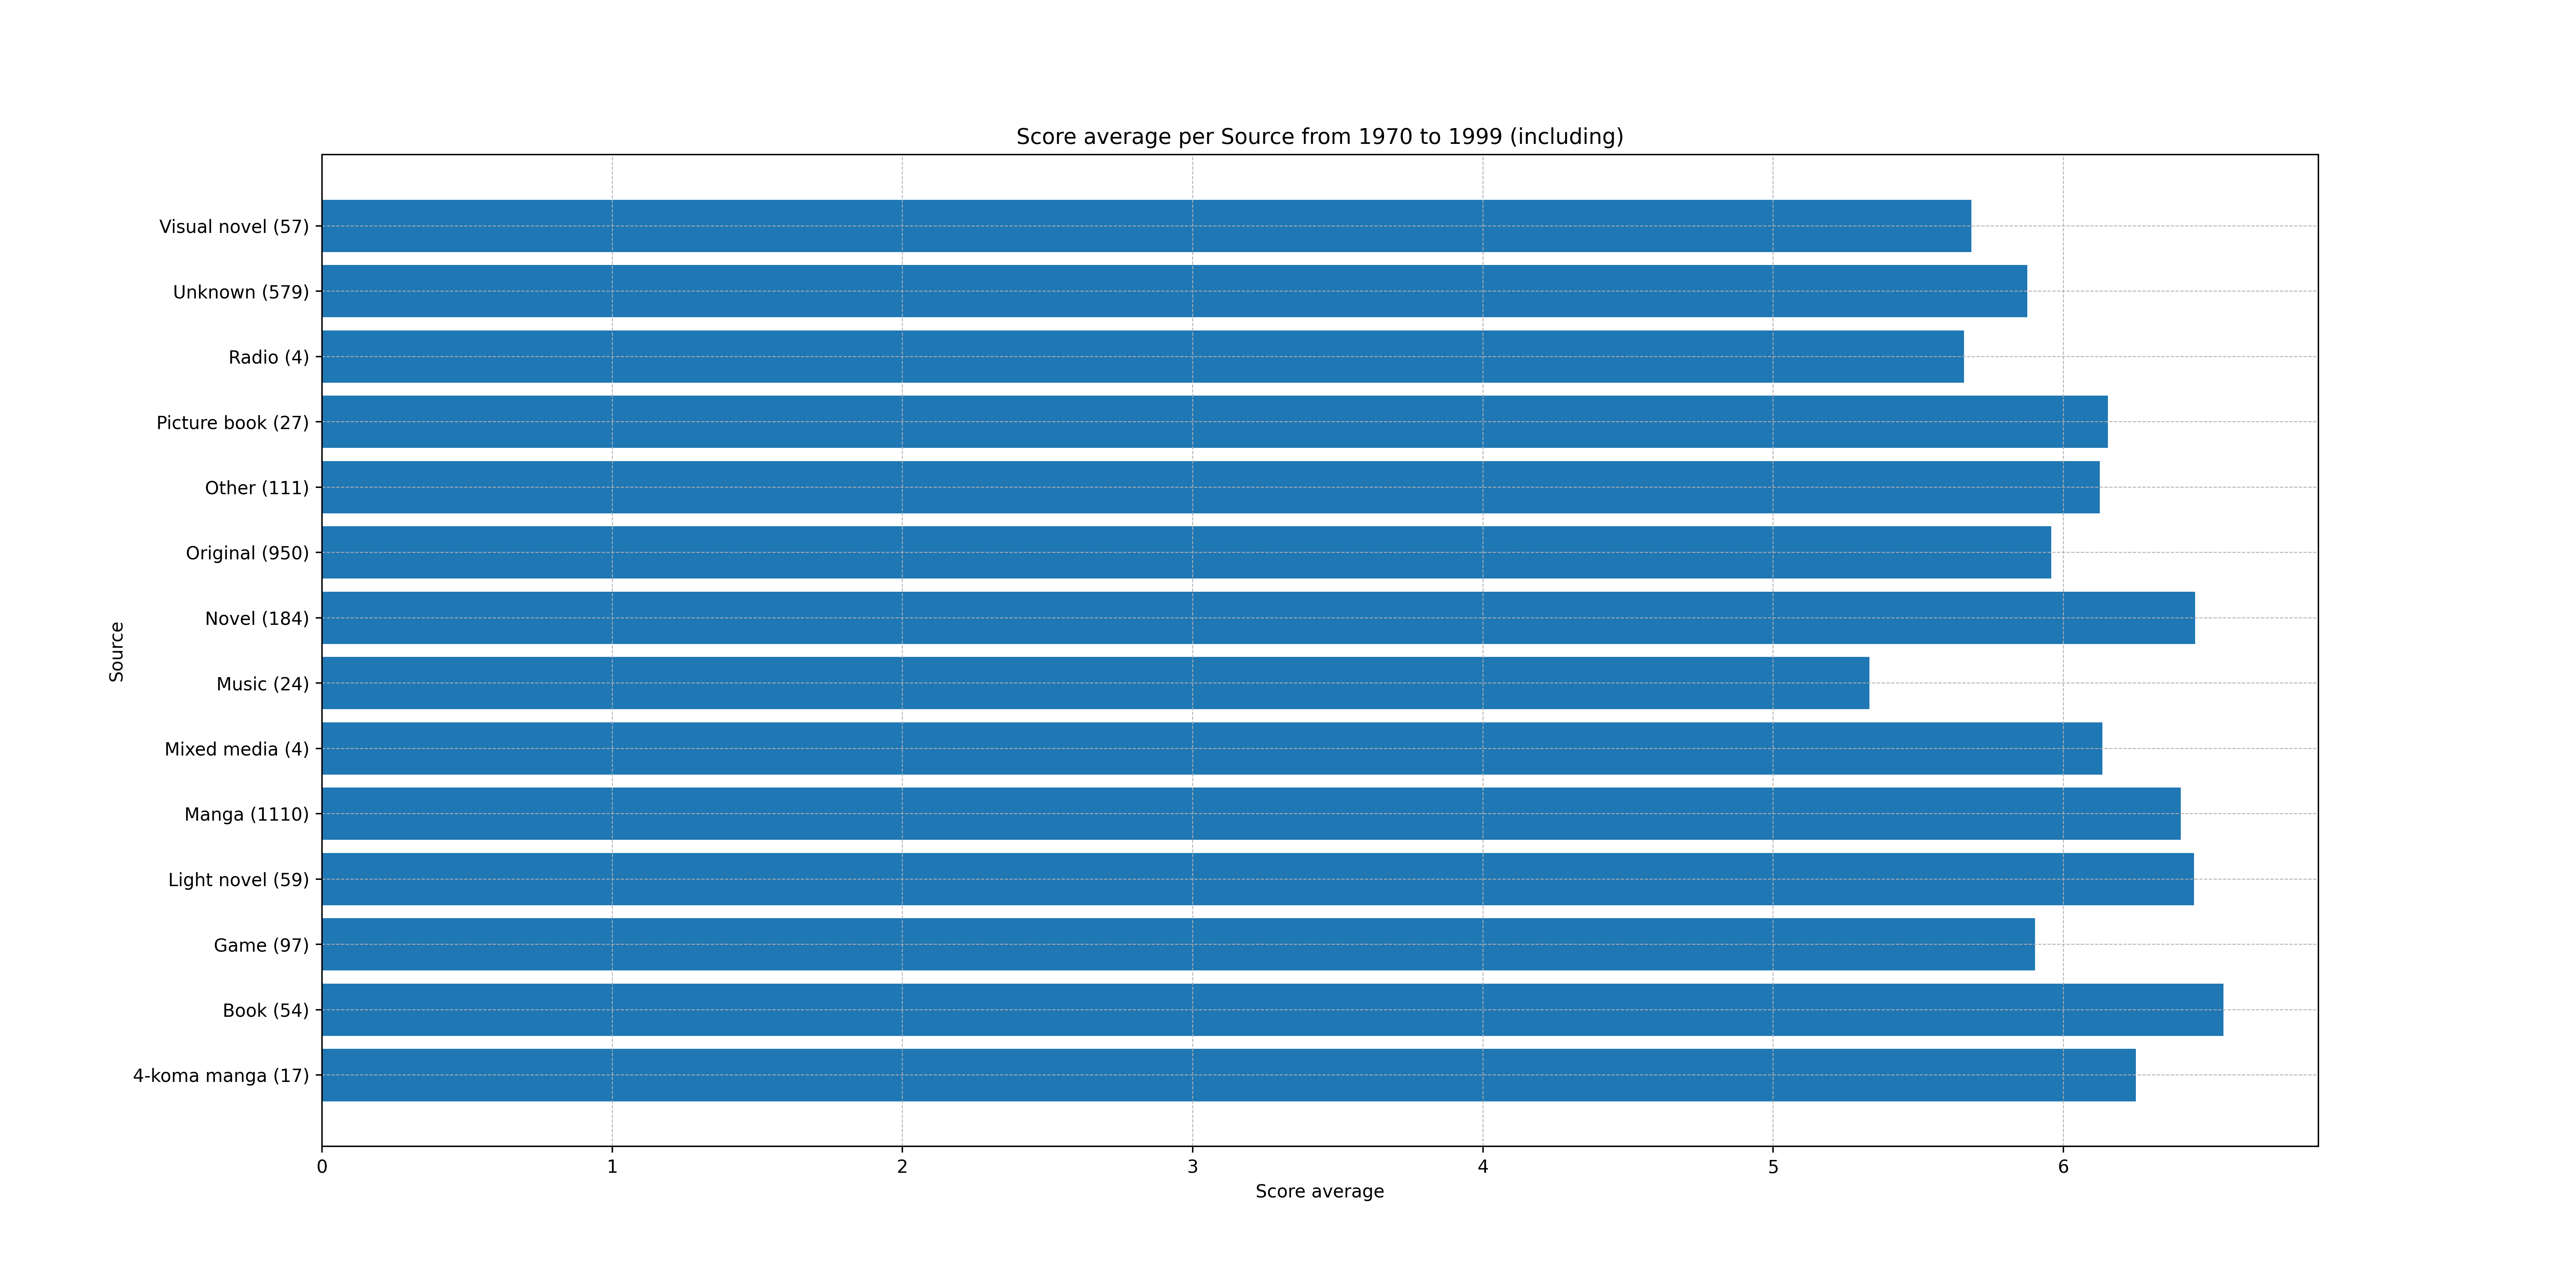 Score average per Source from 1970 to 1999 (including)
Source
Visual novel (57)
Unknown (579)
Radio (4)
Picture book (27)
Other (111)
Original (950)
Novel (184)
Music (24)
Mixed media (4)
Manga (1110)
Light novel (59)
Game (97)
Book (54)
4-koma manga (17)
0 1 2 3 4 5 6
Score average